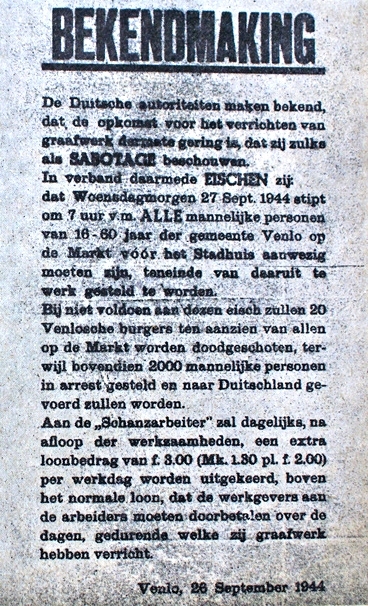 BEKENDMAKING
De Duitsche autoriteiten maken bekend,
dat de opkomst voor het verrichten van
graafwerk dermate gering is, dat zij zulks
als SABOTAGE beschouwen.
In verband daarmede EISCHEN zij:
dat Woensdagmorgen 27 Sept. 1944 stipt
om 7 uur v.m. ALLE mannelijke personen
van 16-60 jaar der gemeente Venlo op
de Markt vóór het Stadhuis aanwezig
moeten zijn, teneinde van daaruit te
werk gesteld te worden.
Bij niet voldoen aan dezen eisch zullen 20
Venlosche burgers ten aanzien van allen
op de Markt worden doodgeschoten, ter-
wijl bovendien 2000 mannelijke personen
in arrest gesteld en naar Duitschland ge-
voerd zullen worden.
Aan de „Schanzarbeiter" zal dagelijks, na
afloop der werkzaamheden, een extra
loonbedrag van f. 3.00 (Mk. 1.30 pl. f. 2.00)
per werkdag worden uitgekeerd, boven
het normale loon, dat de werkgevers aan
de arbeiders moeten doorbetalen over de
dagen, gedurende welke zij graafwerk
hebben verricht.
Venlo, 26 September 1944